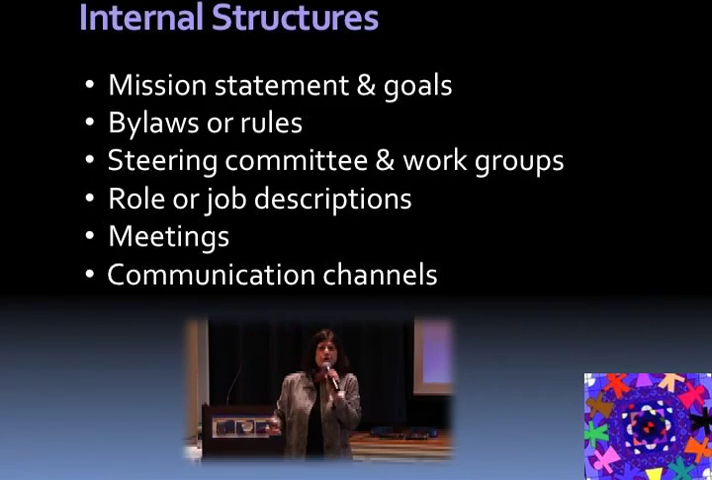 Internal Structures
• Mission statement & goals
• Bylaws or rules
• Steering committee & work groups
• Role or job descriptions
• Meetings
• Communication channels